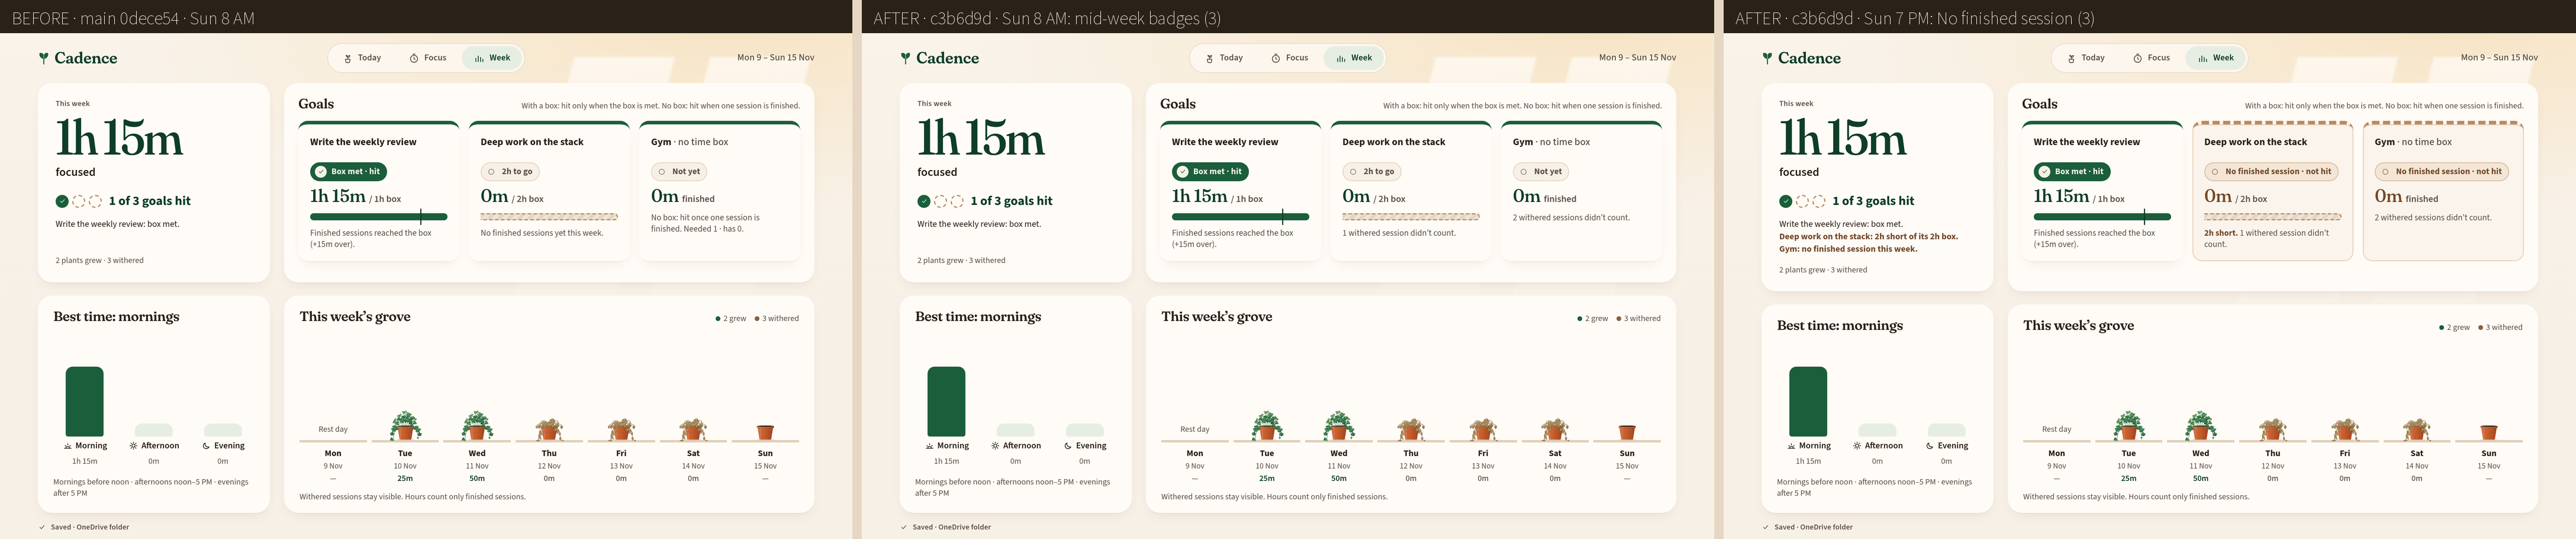 BEFORE · main 0dece54 · Sun 8 AM
Cadence
Today
Focus
Week
Mon 9 – Sun 15 Nov
This week
1h 15m
focused
1 of 3 goals hit
Write the weekly review: box met.
2 plants grew · 3 withered
Goals
With a box: hit only when the box is met. No box: hit when one session is finished.
Write the weekly review
Box met · hit
1h 15m / 1h box
Finished sessions reached the box
(+15m over).
Deep work on the stack
2h to go
0m / 2h box
No finished sessions yet this week.
Gym · no time box
Not yet
0m finished
No box: hit once one session is
finished. Needed 1 · has 0.
Best time: mornings
Morning
Afternoon
Evening
1h 15m
0m
0m
Mornings before noon · afternoons noon–5 PM · evenings
after 5 PM
This week's grove
2 grew
3 withered
Rest day
Mon
Tue
Wed
Thu
Fri
Sat
Sun
9 Nov
10 Nov
11 Nov
12 Nov
13 Nov
14 Nov
15 Nov
—
25m
50m
0m
0m
0m
—
Withered sessions stay visible. Hours count only finished sessions.
Saved · OneDrive folder
AFTER · c3b6d9d · Sun 8 AM: mid-week badges (3)
Cadence
Today
Focus
Week
Mon 9 – Sun 15 Nov
This week
1h 15m
focused
1 of 3 goals hit
Write the weekly review: box met.
2 plants grew · 3 withered
Goals
With a box: hit only when the box is met. No box: hit when one session is finished.
Write the weekly review
Box met · hit
1h 15m / 1h box
Finished sessions reached the box
(+15m over).
Deep work on the stack
2h to go
0m / 2h box
1 withered session didn't count.
Gym · no time box
Not yet
0m finished
2 withered sessions didn't count.
Best time: mornings
Morning
Afternoon
Evening
1h 15m
0m
0m
Mornings before noon · afternoons noon–5 PM · evenings
after 5 PM
This week's grove
2 grew
3 withered
Rest day
Mon
Tue
Wed
Thu
Fri
Sat
Sun
9 Nov
10 Nov
11 Nov
12 Nov
13 Nov
14 Nov
15 Nov
—
25m
50m
0m
0m
0m
—
Withered sessions stay visible. Hours count only finished sessions.
Saved · OneDrive folder
AFTER · c3b6d9d · Sun 7 PM: No finished session (3)
Cadence
Today
Focus
Week
Mon 9 – Sun 15 Nov
This week
1h 15m
focused
1 of 3 goals hit
Write the weekly review: box met.
Deep work on the stack: 2h short of its 2h box.
Gym: no finished session this week.
2 plants grew · 3 withered
Goals
With a box: hit only when the box is met. No box: hit when one session is finished.
Write the weekly review
Box met · hit
1h 15m / 1h box
Finished sessions reached the box
(+15m over).
Deep work on the stack
No finished session · not hit
0m / 2h box
2h short. 1 withered session didn't
count.
Gym · no time box
No finished session · not hit
0m finished
2 withered sessions didn't count.
Best time: mornings
Morning
Afternoon
Evening
1h 15m
0m
0m
Mornings before noon · afternoons noon–5 PM · evenings
after 5 PM
This week's grove
2 grew
3 withered
Rest day
Mon
Tue
Wed
Thu
Fri
Sat
Sun
9 Nov
10 Nov
11 Nov
12 Nov
13 Nov
14 Nov
15 Nov
—
25m
50m
0m
0m
0m
—
Withered sessions stay visible. Hours count only finished sessions.
Saved · OneDrive folder